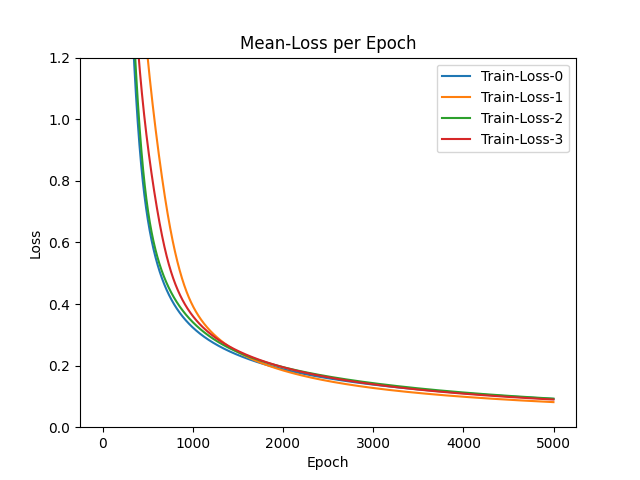 Mean-Loss per Epoch
1.2
1.0
0.8
0.6
0.4
0.2
0.0
Loss
Train-Loss-0
Train-Loss-1
Train-Loss-2
Train-Loss-3
0 1000 2000 3000 4000 5000
Epoch